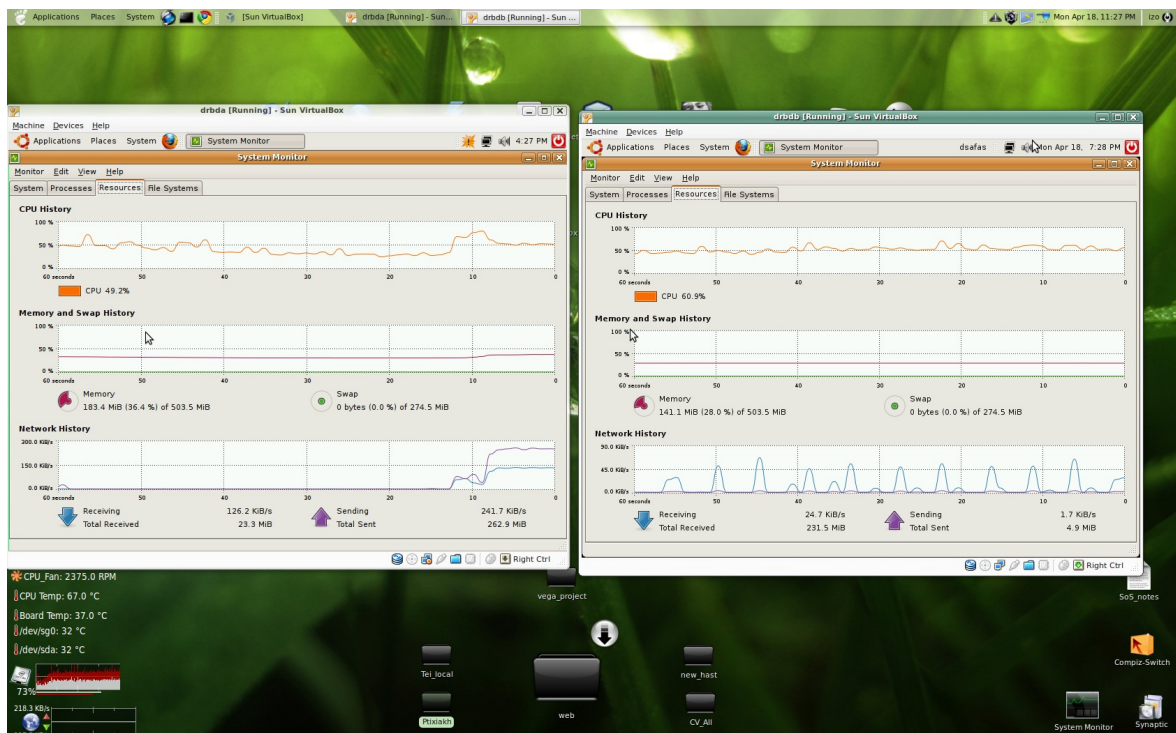 Applications Places System [Sun VirtualBox] drbda [Running] - Sun... drbdb [Running] - Sun ... Mon Apr 18, 11:27 PM izo
drbda [Running] - Sun VirtualBox
Machine Devices Help
Applications Places System System Monitor 4:27 PM
System Monitor
Monitor Edit View Help
System Processes Resources File Systems
CPU History
100 %
50 %
0 %
60 seconds 50 40 30 20 10 0
CPU 49.2%
Memory and Swap History
100 %
50 %
0 %
60 seconds 50 40 30 20 10 0
Memory Swap
183.4 MiB (36.4 %) of 503.5 MiB 0 bytes (0.0 %) of 274.5 MiB
Network History
300.0 KiB/s
150.0 KiB/s
0.0 KiB/s
60 seconds 50 40 30 20 10 0
Receiving 126.2 KiB/s Sending 241.7 KiB/s
Total Received 23.3 MiB Total Sent 262.9 MiB
Right Ctrl
drbdb [Running] - Sun VirtualBox
Machine Devices Help
Applications Places System System Monitor dsafas Mon Apr 18, 7:28 PM
System Monitor
Monitor Edit View Help
System Processes Resources File Systems
CPU History
100 %
50 %
0 %
60 seconds 50 40 30 20 10 0
CPU 60.9%
Memory and Swap History
100 %
50 %
0 %
60 seconds 50 40 30 20 10 0
Memory Swap
141.1 MiB (28.0 %) of 503.5 MiB 0 bytes (0.0 %) of 274.5 MiB
Network History
90.0 KiB/s
45.0 KiB/s
0.0 KiB/s
60 seconds 50 40 30 20 10 0
Receiving 24.7 KiB/s Sending 1.7 KiB/s
Total Received 231.5 MiB Total Sent 4.9 MiB
Right Ctrl
CPU_Fan: 2375.0 RPM
CPU Temp: 67.0 °C
Board Temp: 37.0 °C
/dev/sg0: 32 °C
/dev/sda: 32 °C
73%
218.3 KB/s
vega_project
SoS_notes
Tei_local
new_hast
Compiz-Switch
Ptixiakh
web
CV_All
System Monitor
Synaptic